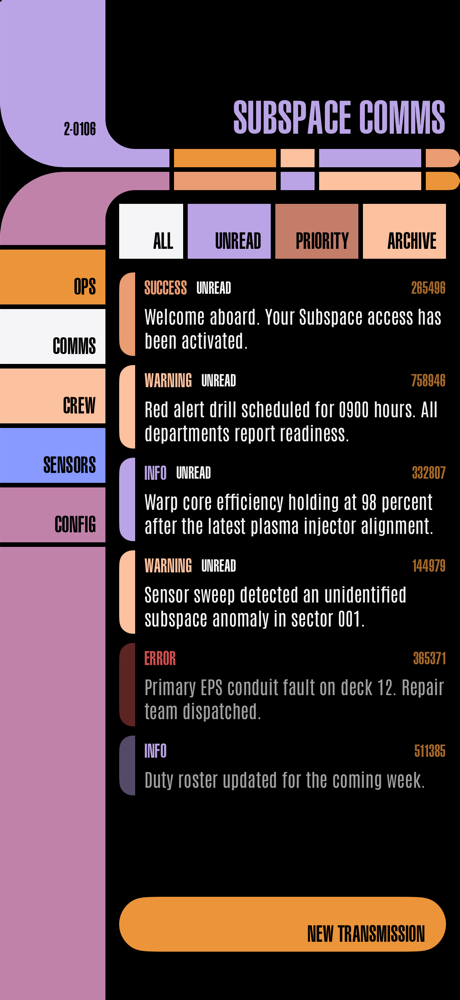 2-0106
SUBSPACE COMMS
ALL UNREAD PRIORITY ARCHIVE
OPS
COMMS
CREW
SENSORS
CONFIG
SUCCESS UNREAD 265496
Welcome aboard. Your Subspace access has
been activated.
WARNING UNREAD 758946
Red alert drill scheduled for 0900 hours. All
departments report readiness.
INFO UNREAD 332807
Warp core efficiency holding at 98 percent
after the latest plasma injector alignment.
WARNING UNREAD 144979
Sensor sweep detected an unidentified
subspace anomaly in sector 001.
ERROR 365371
Primary EPS conduit fault on deck 12. Repair
team dispatched.
INFO 511385
Duty roster updated for the coming week.
NEW TRANSMISSION